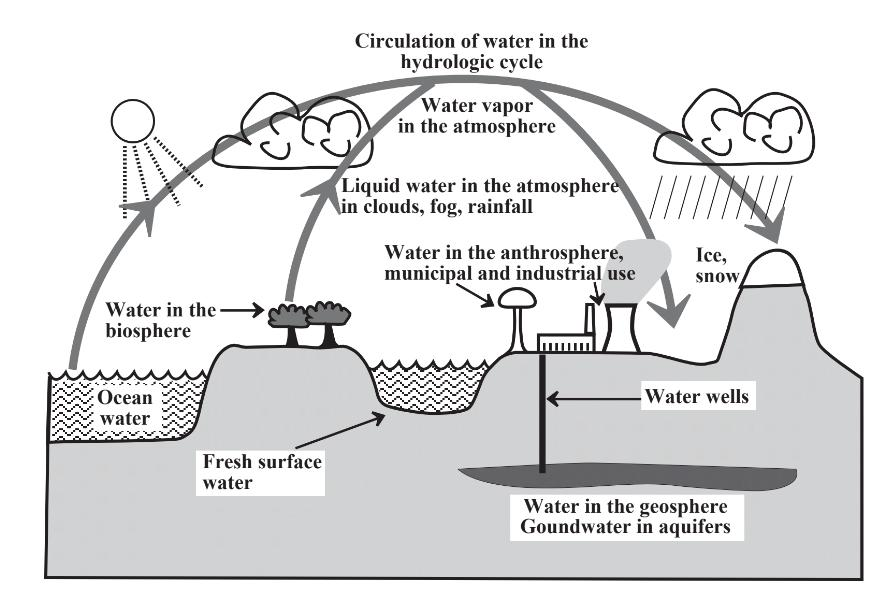 Circulation of water in the
hydrologic cycle
Water vapor
in the atmosphere
Liquid water in the atmosphere
in clouds, fog, rainfall
Water in the anthrosphere,
municipal and industrial use
Ice,
snow
Water in the
biosphere
Ocean
water
Water wells
Fresh surface
water
Water in the geosphere
Goundwater in aquifers